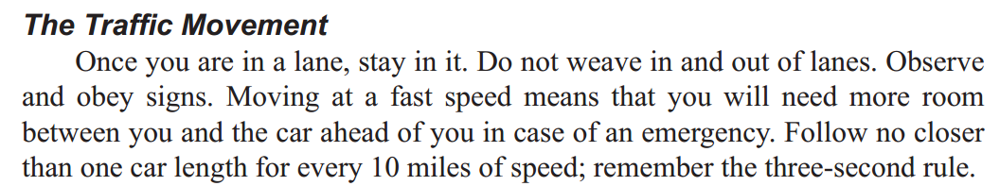 The Traffic Movement
Once you are in a lane, stay in it. Do not weave in and out of lanes. Observe
and obey signs. Moving at a fast speed means that you will need more room
between you and the car ahead of you in case of an emergency. Follow no closer
than one car length for every 10 miles of speed; remember the three-second rule.